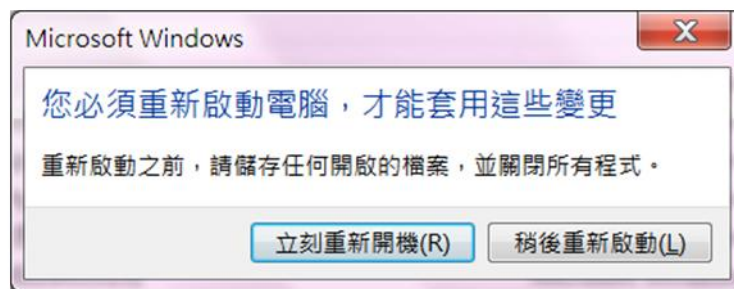 Microsoft Windows
您必須重新啟動電腦，才能套用這些變更
重新啟動之前，請儲存任何開啟的檔案，並關閉所有程式。
立刻重新開機(R) 稍後重新啟動(L)